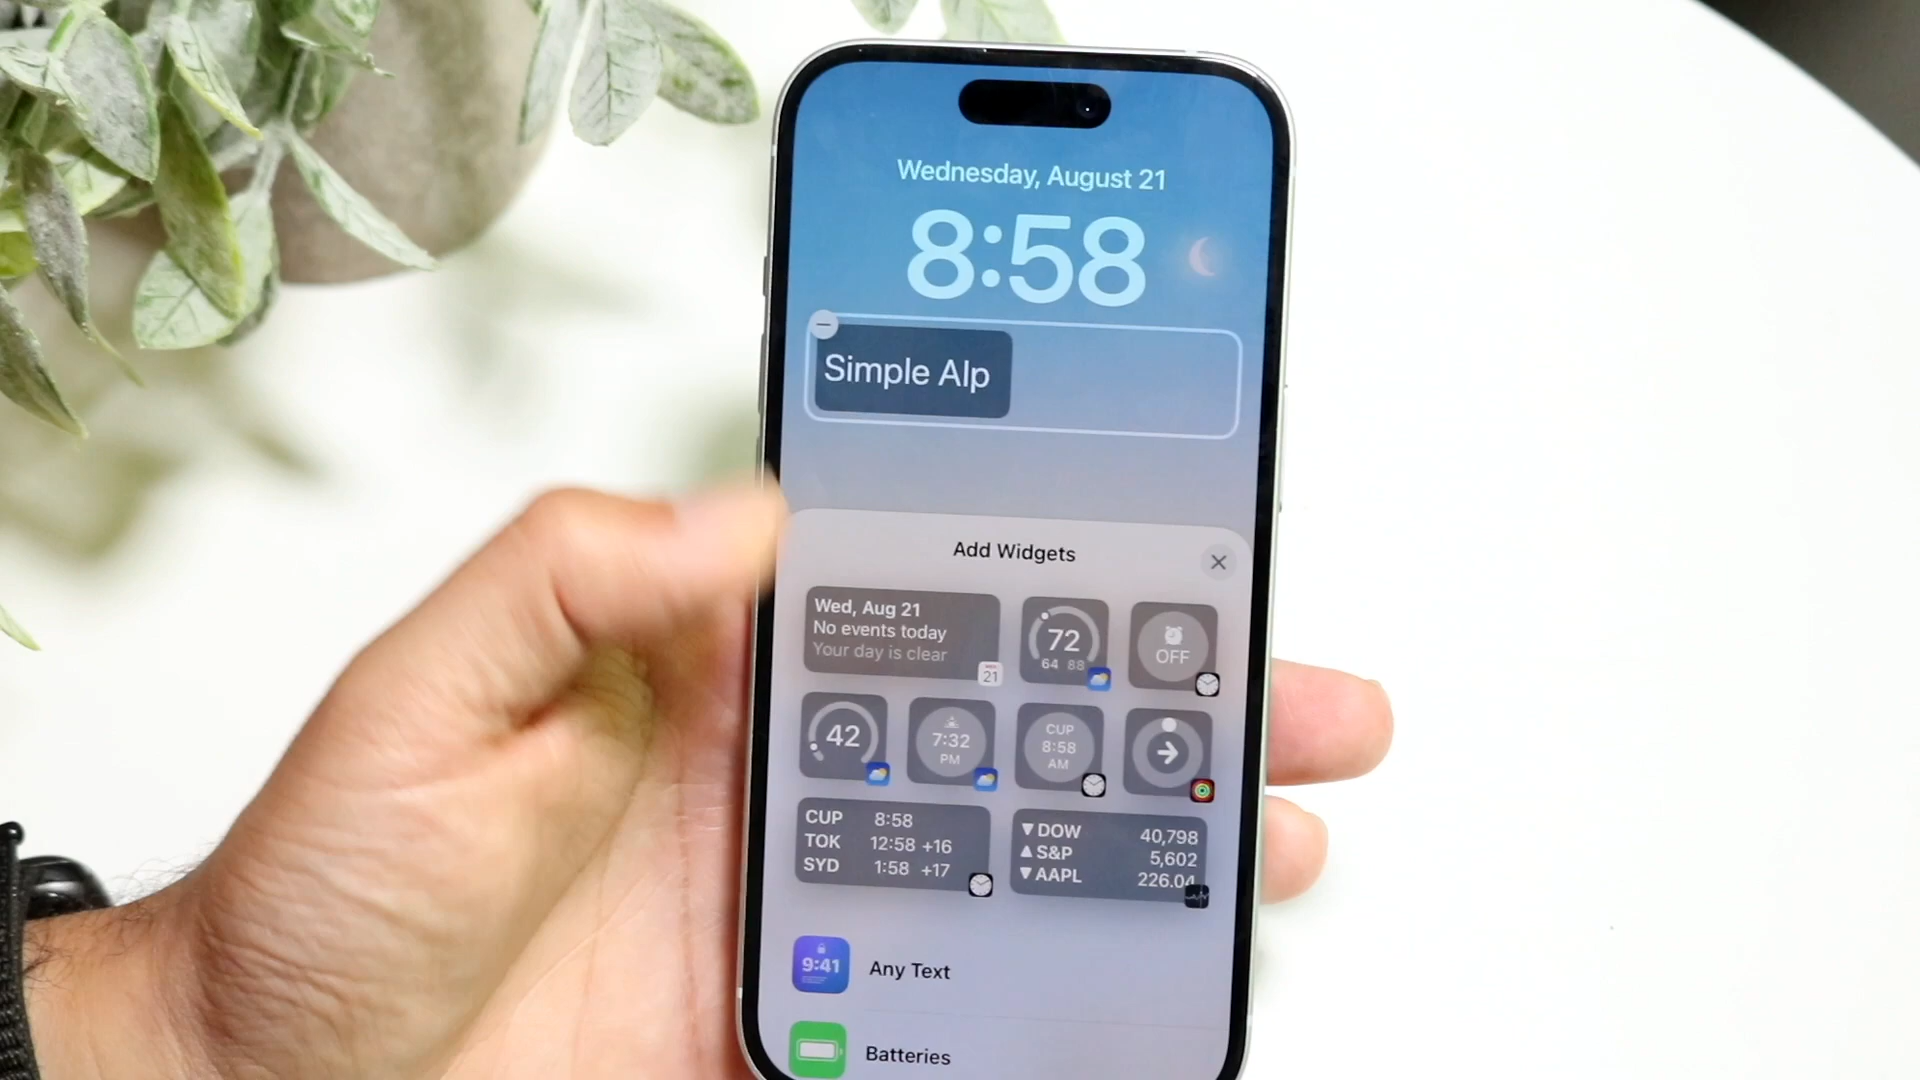 Wednesday, August 21
8:58
Simple Alp
Add Widgets
Wed, Aug 21
No events today
Your day is clear
21
72
64 88
OFF
42
7:32
PM
CUP
8:58
AM
CUP 8:58
TOK 12:58 +16
SYD 1:58 +17
▼DOW 40,798
▲S&P 5,602
▼AAPL 226.04
9:41
Any Text
Batteries